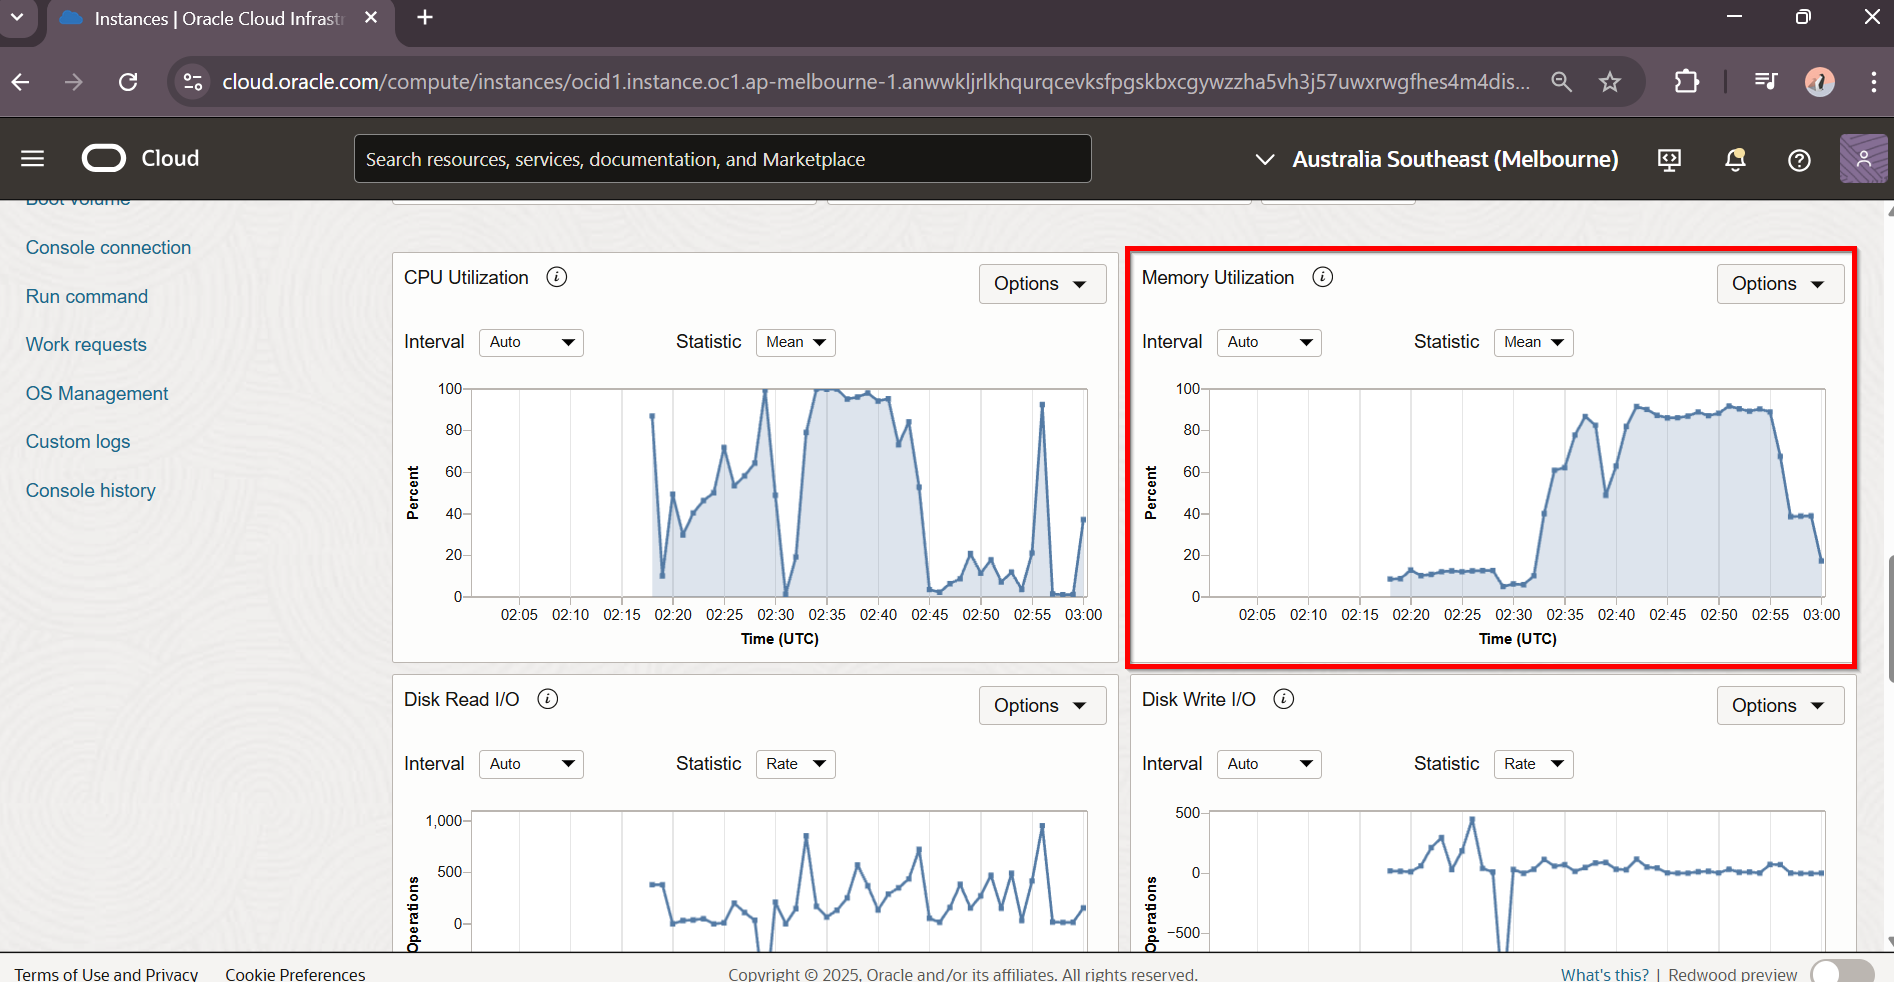 Instances | Oracle Cloud Infrastr
cloud.oracle.com/compute/instances/ocid1.instance.oc1.ap-melbourne-1.anwwkljrlkhqurqcevksfpgskbxcgywzzha5vh3j57uwxrwgfhes4m4dis...
Cloud
Search resources, services, documentation, and Marketplace
Australia Southeast (Melbourne)
Boot volume
Console connection
Run command
Work requests
OS Management
Custom logs
Console history
CPU Utilization
Options
Interval Auto Statistic Mean
100
80
60
40
20
0
Percent
02:05 02:10 02:15 02:20 02:25 02:30 02:35 02:40 02:45 02:50 02:55 03:00
Time (UTC)
Memory Utilization
Options
Interval Auto Statistic Mean
100
80
60
40
20
0
Percent
02:05 02:10 02:15 02:20 02:25 02:30 02:35 02:40 02:45 02:50 02:55 03:00
Time (UTC)
Disk Read I/O
Options
Interval Auto Statistic Rate
1,000
500
0
Operations
Disk Write I/O
Options
Interval Auto Statistic Rate
500
0
−500
Operations
Terms of Use and Privacy Cookie Preferences
Copyright © 2025, Oracle and/or its affiliates. All rights reserved.
What's this? | Redwood preview